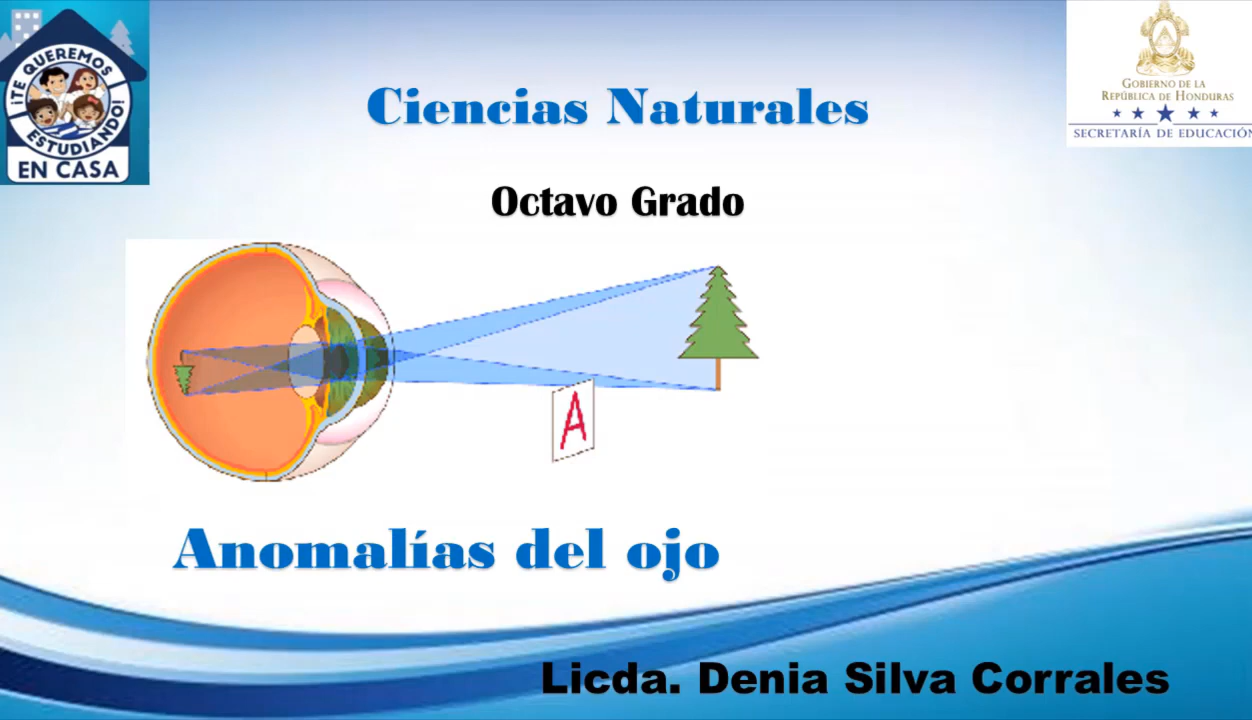 ¡TE QUEREMOS
ESTUDIANDO!
EN CASA
GOBIERNO DE LA
REPÚBLICA DE HONDURAS
SECRETARÍA DE EDUCACIÓN
Ciencias Naturales
Octavo Grado
A
Anomalías del ojo
Licda. Denia Silva Corrales